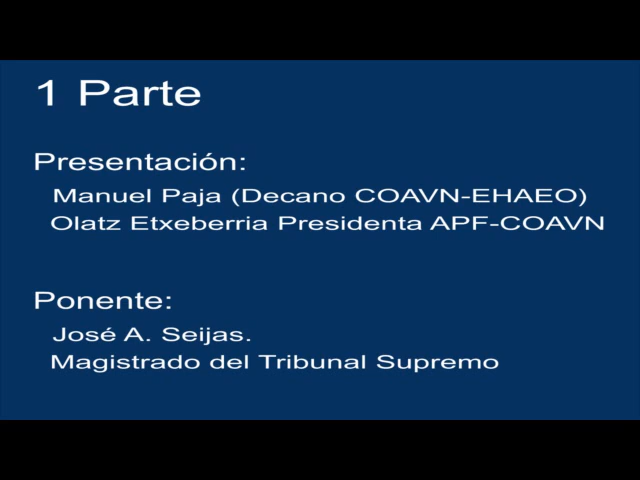 1 Parte
Presentación:
Manuel Paja (Decano COAVN-EHAEO)
Olatz Etxeberria Presidenta APF-COAVN
Ponente:
José A. Seijas.
Magistrado del Tribunal Supremo